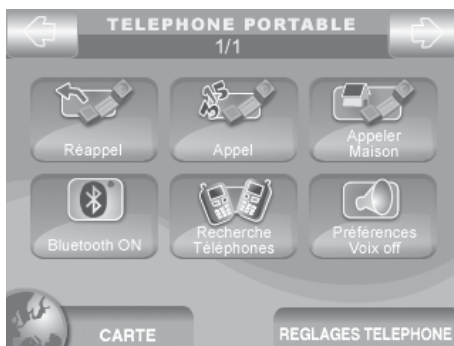 TELEPHONE PORTABLE
1/1
Réappel
Appel
Appeler
Maison
Bluetooth ON
Recherche
Téléphones
Préférences
Voix off
CARTE
REGLAGES TELEPHONE